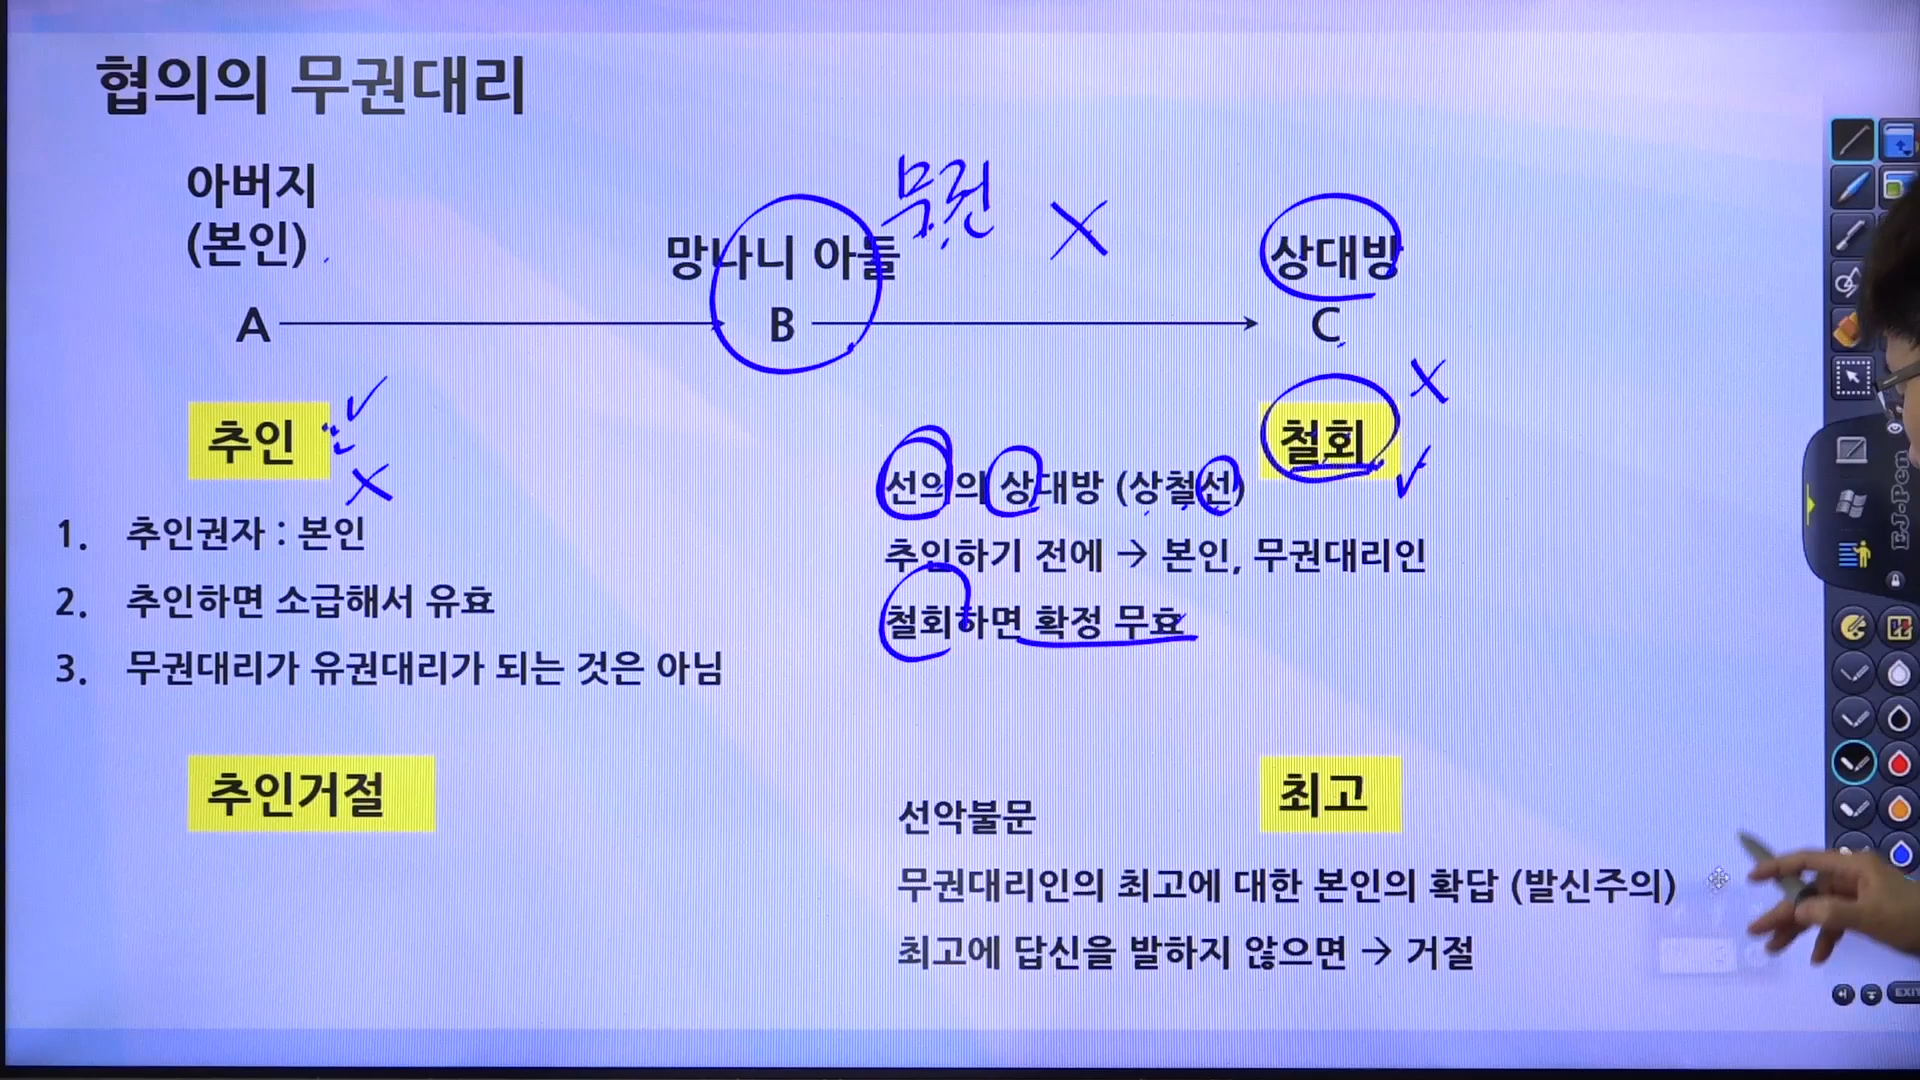 협의의 무권대리
아버지
(본인)
무권
망나니 아들
상대방
A
B
C
추인
철회
선의의 상대방 (상철선)
추인하기 전에 → 본인, 무권대리인
철회하면 확정 무효
1. 추인권자 : 본인
2. 추인하면 소급해서 유효
3. 무권대리가 유권대리가 되는 것은 아님
추인거절
최고
선악불문
무권대리인의 최고에 대한 본인의 확답 (발신주의)
최고에 답신을 발하지 않으면 → 거절
EJ-Pen
EXIT